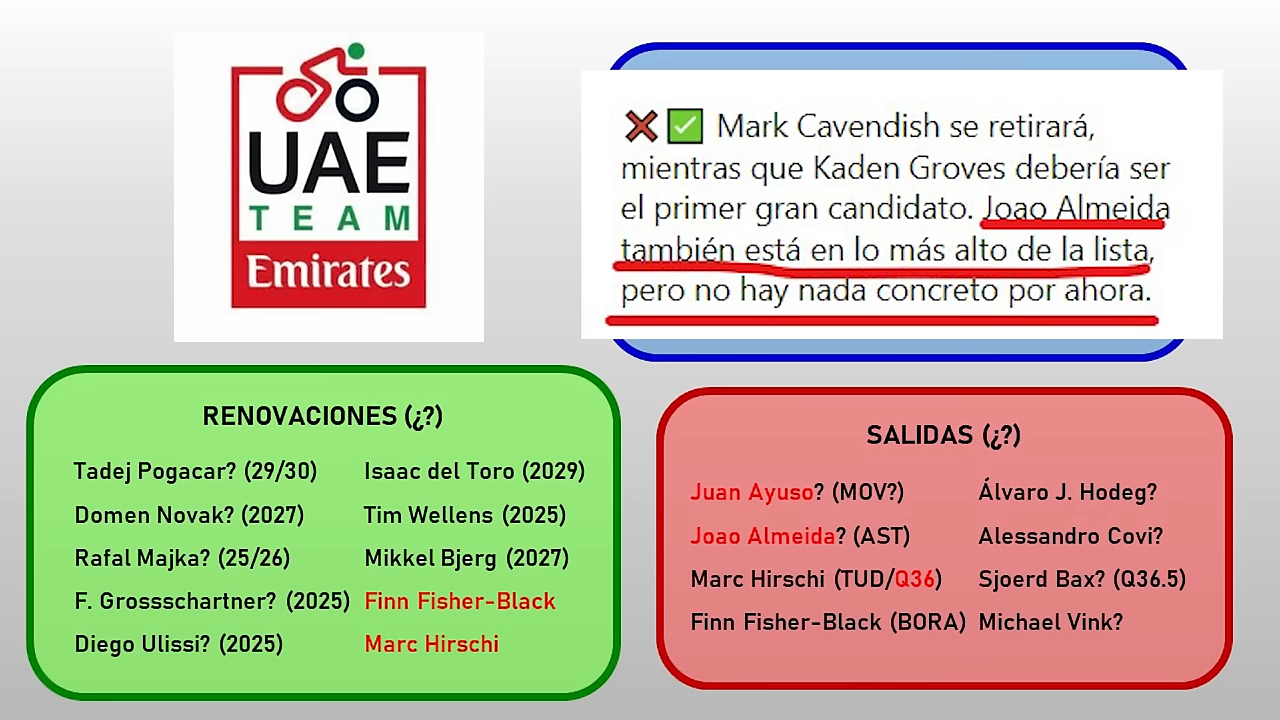 UAE
TEAM
Emirates
❌✅ Mark Cavendish se retirará,
mientras que Kaden Groves debería ser
el primer gran candidato. Joao Almeida
también está en lo más alto de la lista,
pero no hay nada concreto por ahora.
RENOVACIONES (¿?)
Tadej Pogacar? (29/30)
Domen Novak? (2027)
Rafal Majka? (25/26)
F. Grossschartner? (2025)
Diego Ulissi? (2025)
Isaac del Toro (2029)
Tim Wellens (2025)
Mikkel Bjerg (2027)
Finn Fisher-Black
Marc Hirschi
SALIDAS (¿?)
Juan Ayuso? (MOV?)
Joao Almeida? (AST)
Marc Hirschi (TUD/Q36)
Finn Fisher-Black (BORA)
Álvaro J. Hodeg?
Alessandro Covi?
Sjoerd Bax? (Q36.5)
Michael Vink?